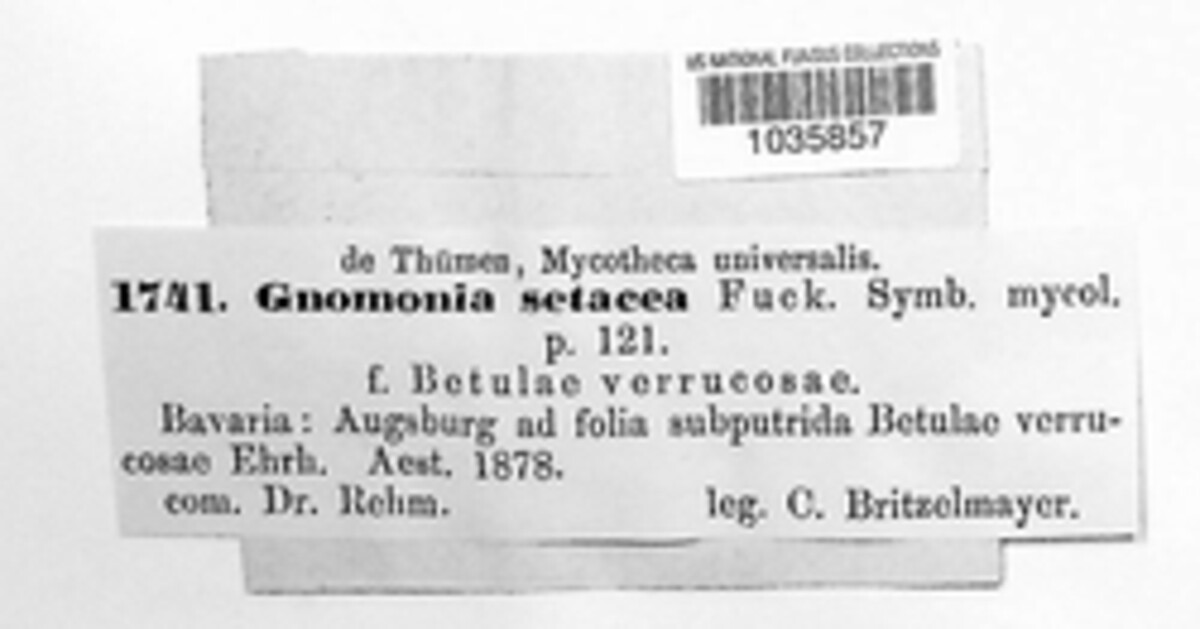 US NATIONAL FUNGUS COLLECTIONS
1035857
de Thümen, Mycotheca universalis.
1741. Gnomonia setacea Fuck. Symb. mycol.
p. 121.
f. Betulae verrucosae.
Bavaria: Augsburg ad folia subputrida Betulae verru-
cosae Ehrh. Aest. 1878.
com. Dr. Rehm. leg. C. Britzelmayer.